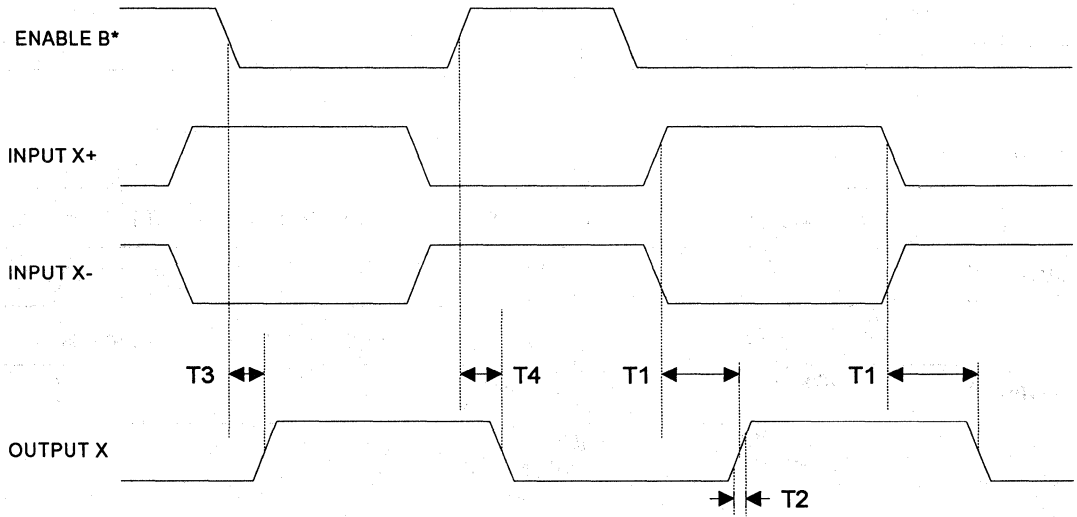 ENABLE B*
INPUT X+
INPUT X-
T3
T4
T1
T1
OUTPUT X
T2